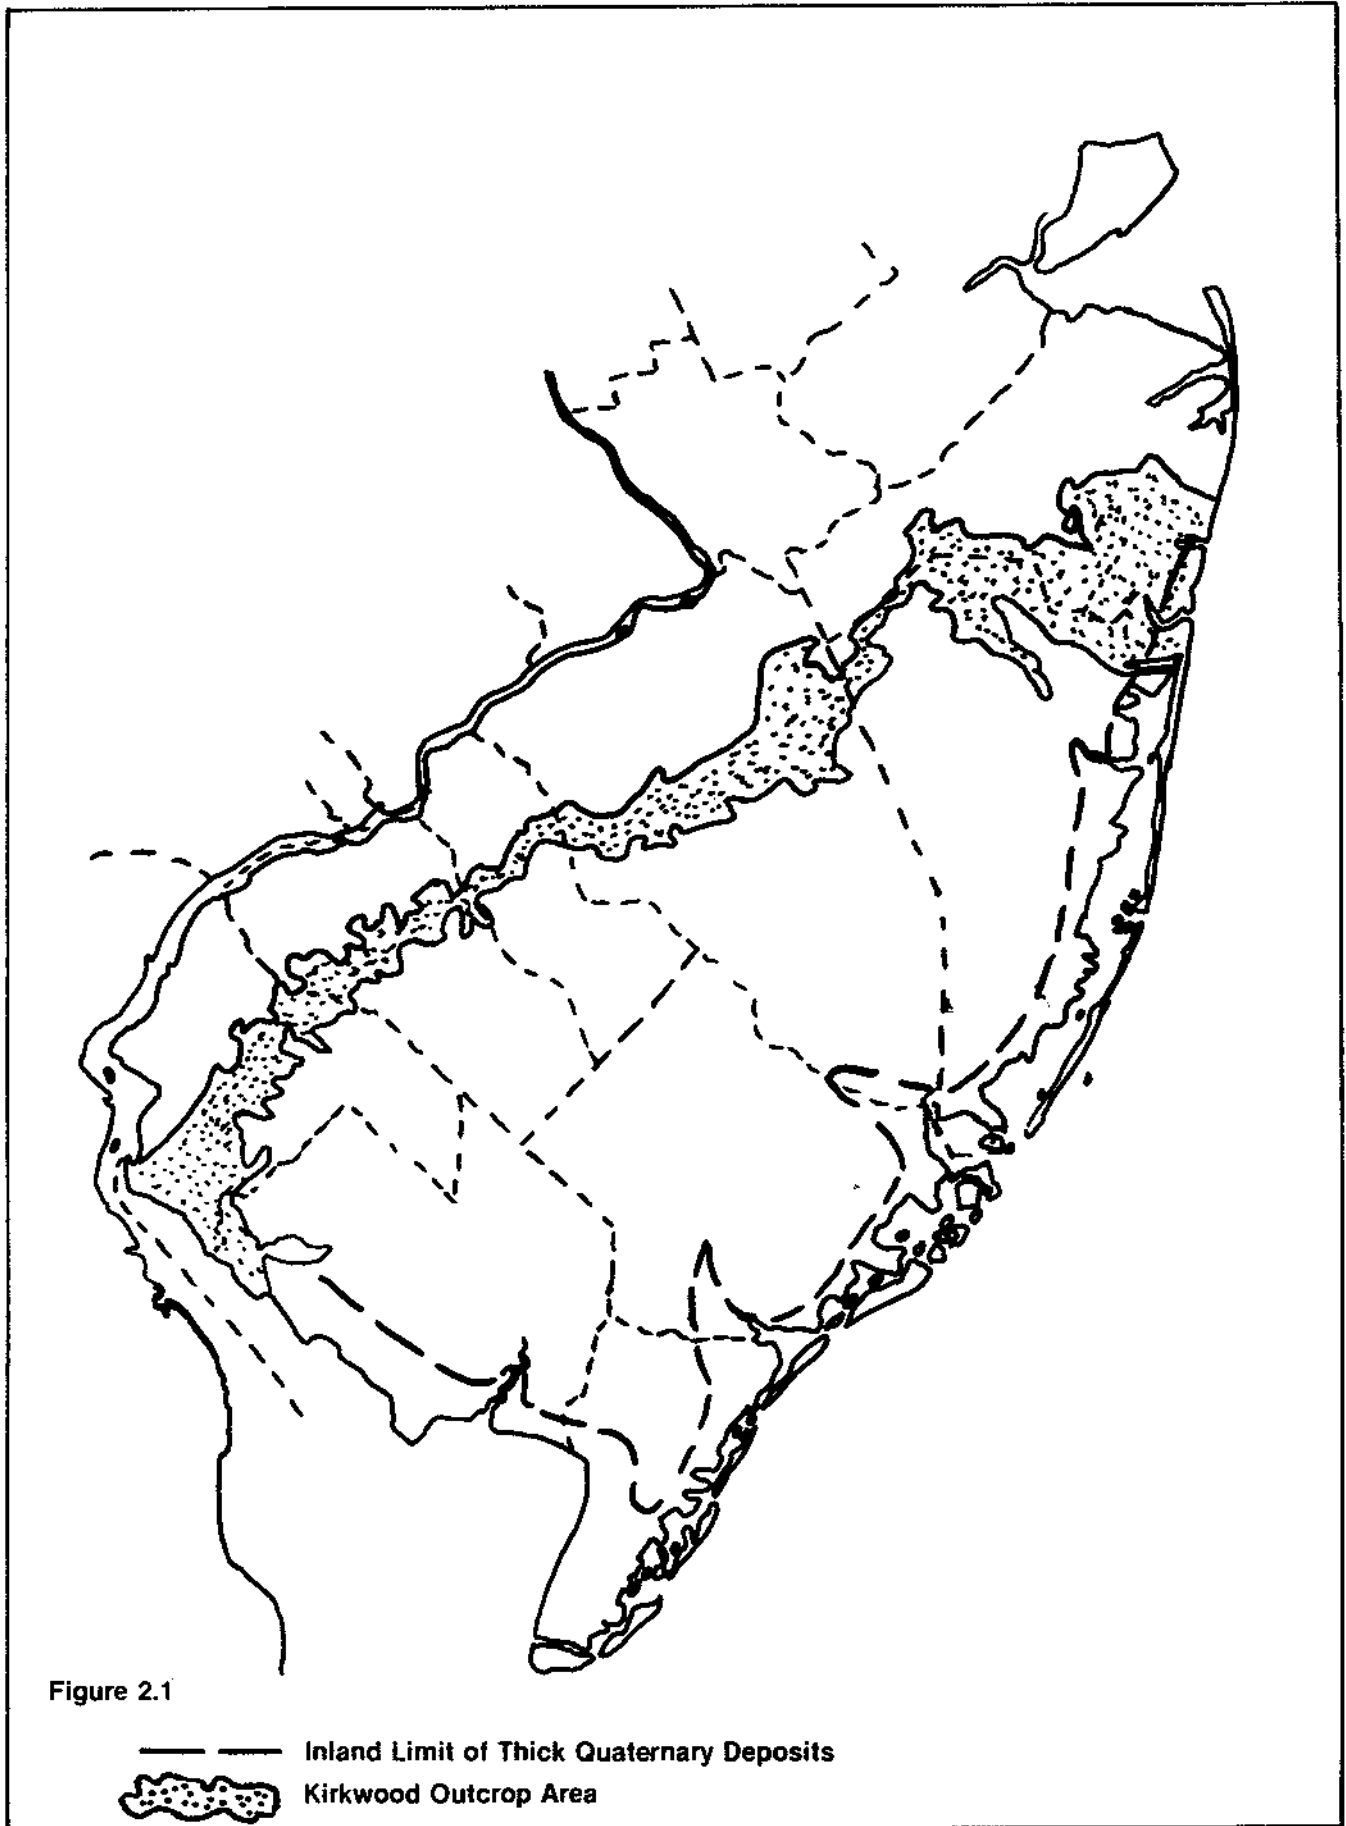 Figure 2.1
Inland Limit of Thick Quaternary Deposits
Kirkwood Outcrop Area